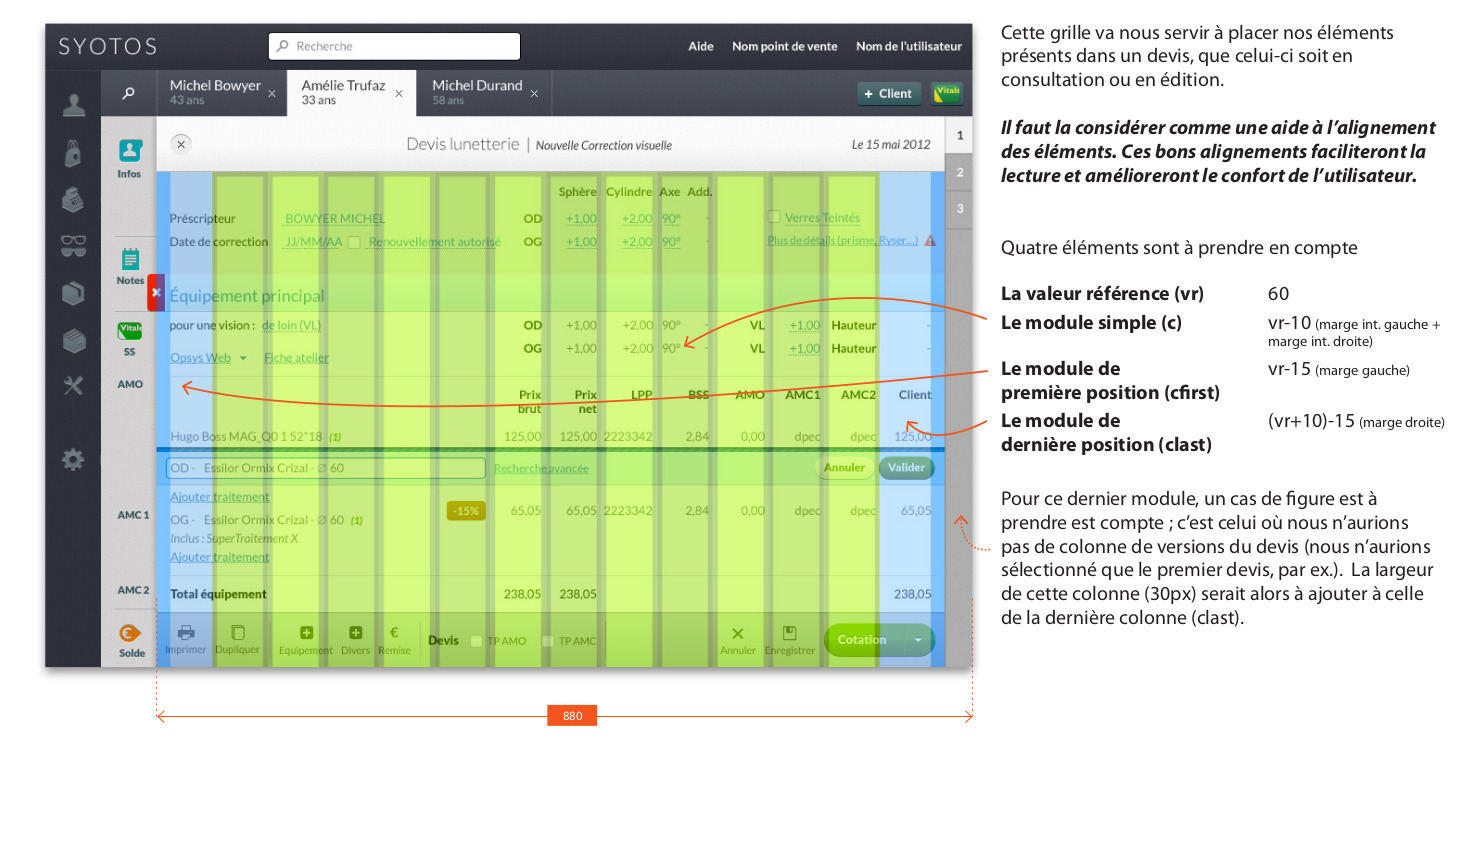 SYOTOS
Recherche
Aide
Nom point de vente
Nom de l'utilisateur
Michel Bowyer
43 ans
Amélie Trufaz
33 ans
Michel Durand
58 ans
+ Client
Vitale
Infos
Notes
Vitale
SS
AMO
AMC 1
AMC 2
Solde
Devis lunetterie | Nouvelle Correction visuelle
Le 15 mai 2012
1
2
3
Sphère Cylindre Axe Add.
Préscripteur BOWYER MICHEL OD +1,00 +2,00 90° - Verres Teintés
Date de correction JJ/MM/AA Renouvellement autorisé OG +1,00 +2,00 90° - Plus de détails (prisme, Ryser...)
Équipement principal
pour une vision : de loin (VL) OD +1,00 +2,00 90° - VL +1,00 Hauteur -
Opsys Web Fiche atelier OG +1,00 +2,00 90° - VL +1,00 Hauteur -
Prix brut Prix net LPP BSS AMO AMC1 AMC2 Client
Hugo Boss MAG_Q0 1 52*18 (1) 125,00 125,00 2223342 2,84 0,00 dpec dpec 125,00
OD - Essilor Ormix Crizal - Ø 60 Recherche avancée Annuler Valider
Ajouter traitement
OG - Essilor Ormix Crizal - Ø 60 (1) -15% 65,05 65,05 2223342 2,84 0,00 dpec dpec 65,05
Inclus : SuperTraitement X
Ajouter traitement
Total équipement 238,05 238,05 238,05
Imprimer Dupliquer Equipement Divers € Remise Devis TP AMO TP AMC Annuler Enregistrer Cotation
880
Cette grille va nous servir à placer nos éléments
présents dans un devis, que celui-ci soit en
consultation ou en édition.
Il faut la considérer comme une aide à l'alignement
des éléments. Ces bons alignements faciliteront la
lecture et amélioreront le confort de l'utilisateur.
Quatre éléments sont à prendre en compte
La valeur référence (vr) 60
Le module simple (c) vr-10 (marge int. gauche +
marge int. droite)
Le module de vr-15 (marge gauche)
première position (cfirst)
Le module de (vr+10)-15 (marge droite)
dernière position (clast)
Pour ce dernier module, un cas de figure est à
prendre est compte ; c'est celui où nous n'aurions
pas de colonne de versions du devis (nous n'aurions
sélectionné que le premier devis, par ex.). La largeur
de cette colonne (30px) serait alors à ajouter à celle
de la dernière colonne (clast).